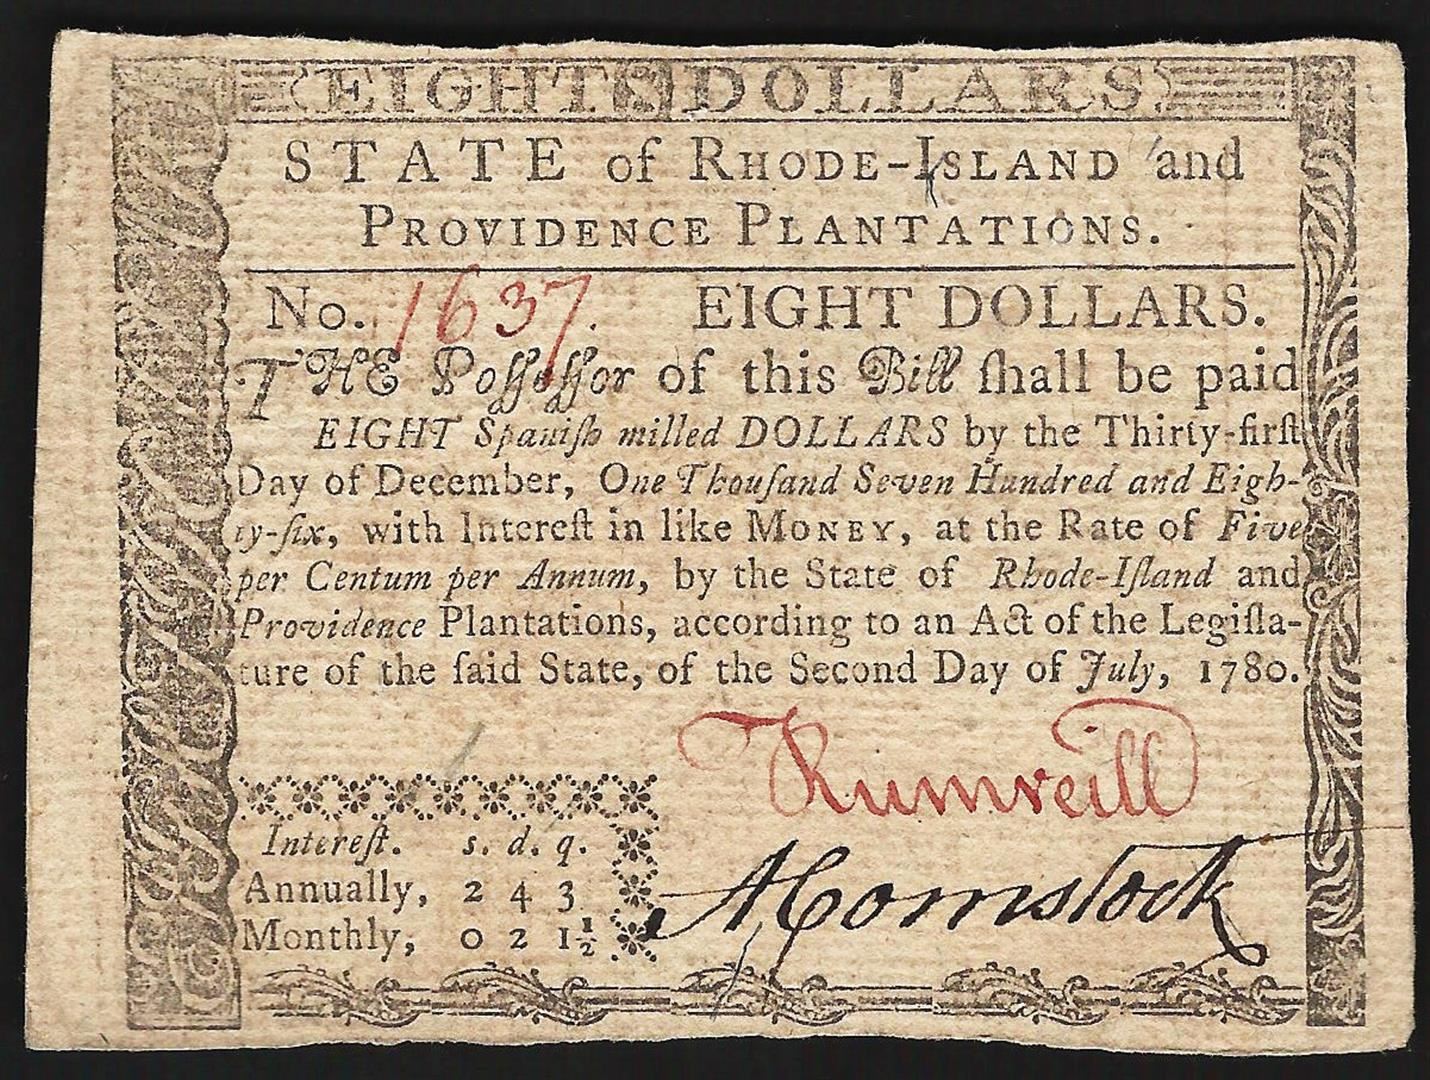 EIGHT DOLLARS
STATE of RHODE-ISLAND and
PROVIDENCE PLANTATIONS.
No. 1637. EIGHT DOLLARS.
THE Poſſeſſor of this Bill ſhall be paid
EIGHT Spaniſh milled DOLLARS by the Thirty-firſt
Day of December, One Thouſand Seven Hundred and Eigh-
ty-ſix, with Intereſt in like MONEY, at the Rate of Five
per Centum per Annum, by the State of Rhode-Iſland and
Providence Plantations, according to an Act of the Legiſla-
ture of the ſaid State, of the Second Day of July, 1780.
TRumreill
Intereſt. s. d. q.
Annually, 2 4 3
Monthly, 0 2 1½
AComstock